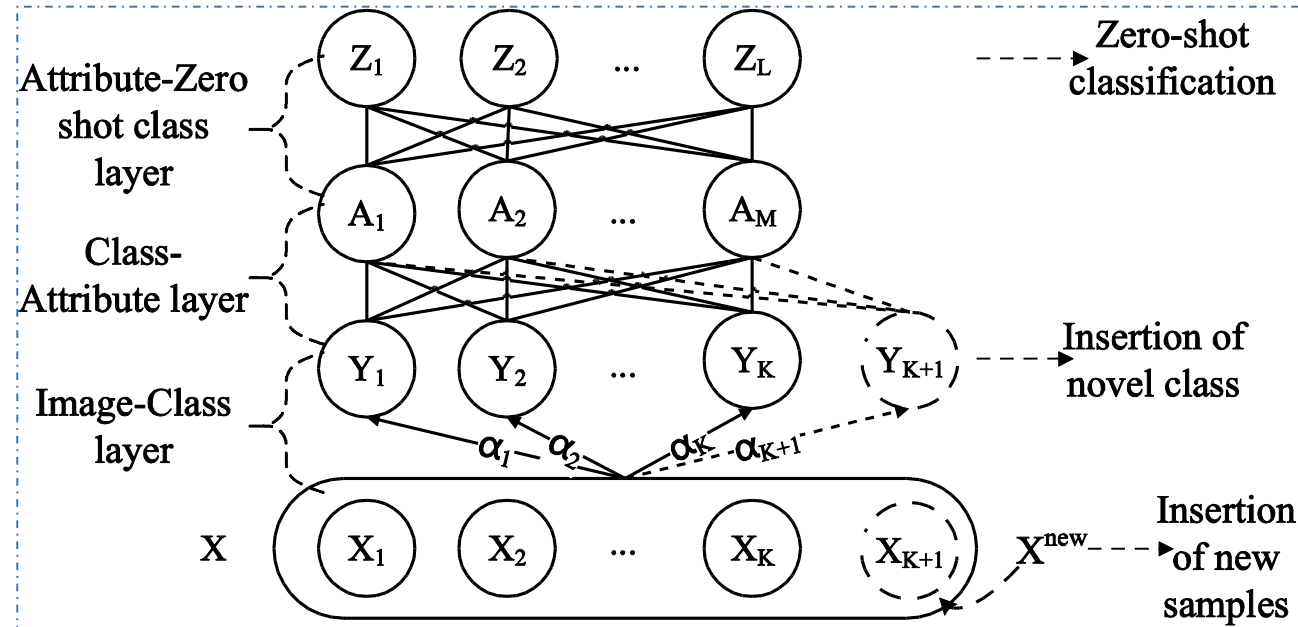 Z1 Z2 ... ZL
Zero-shot
classification
Attribute-Zero
shot class
layer
A1 A2 ... AM
Class-
Attribute layer
Y1 Y2 ... YK YK+1
Insertion of
novel class
Image-Class
layer
α1 α2 αK αK+1
X X1 X2 ... XK XK+1 Xnew
Insertion
of new
samples